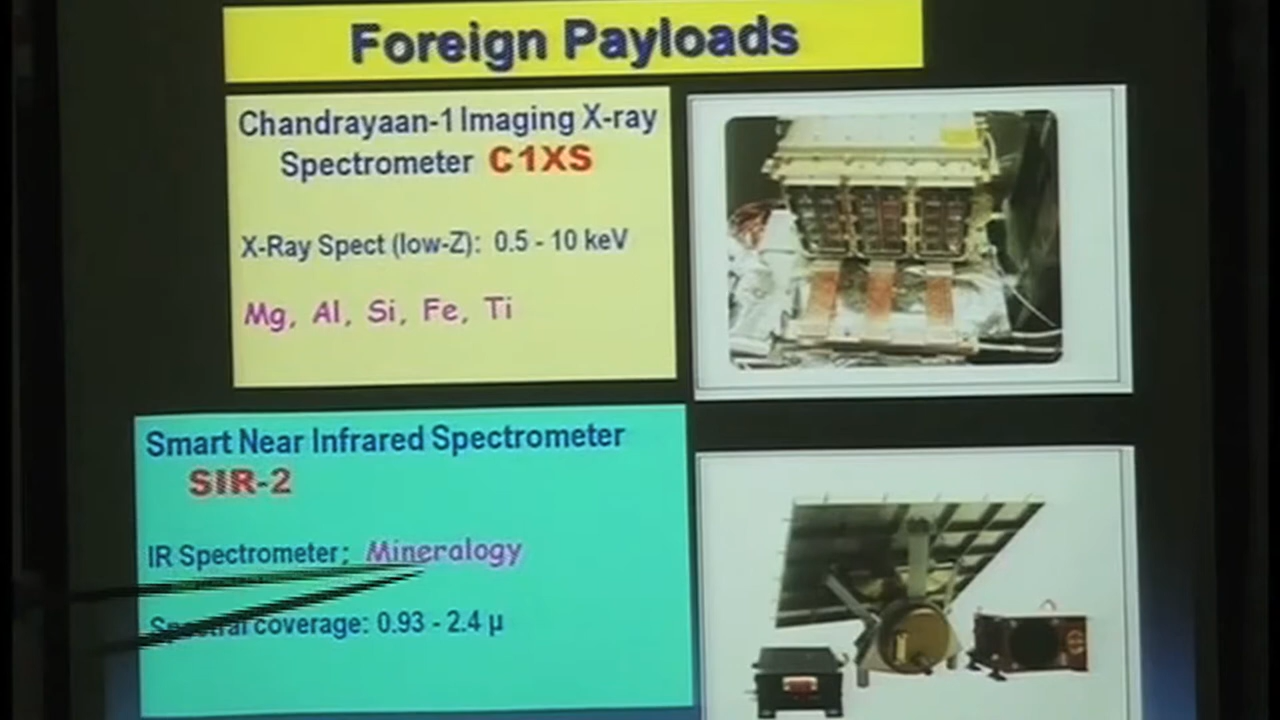 Foreign Payloads
Chandrayaan-1 Imaging X-ray
Spectrometer C1XS
X-Ray Spect (low-Z): 0.5 - 10 keV
Mg, Al, Si, Fe, Ti
Smart Near Infrared Spectrometer
SIR-2
IR Spectrometer; Mineralogy
Spectral coverage: 0.93 - 2.4 µ